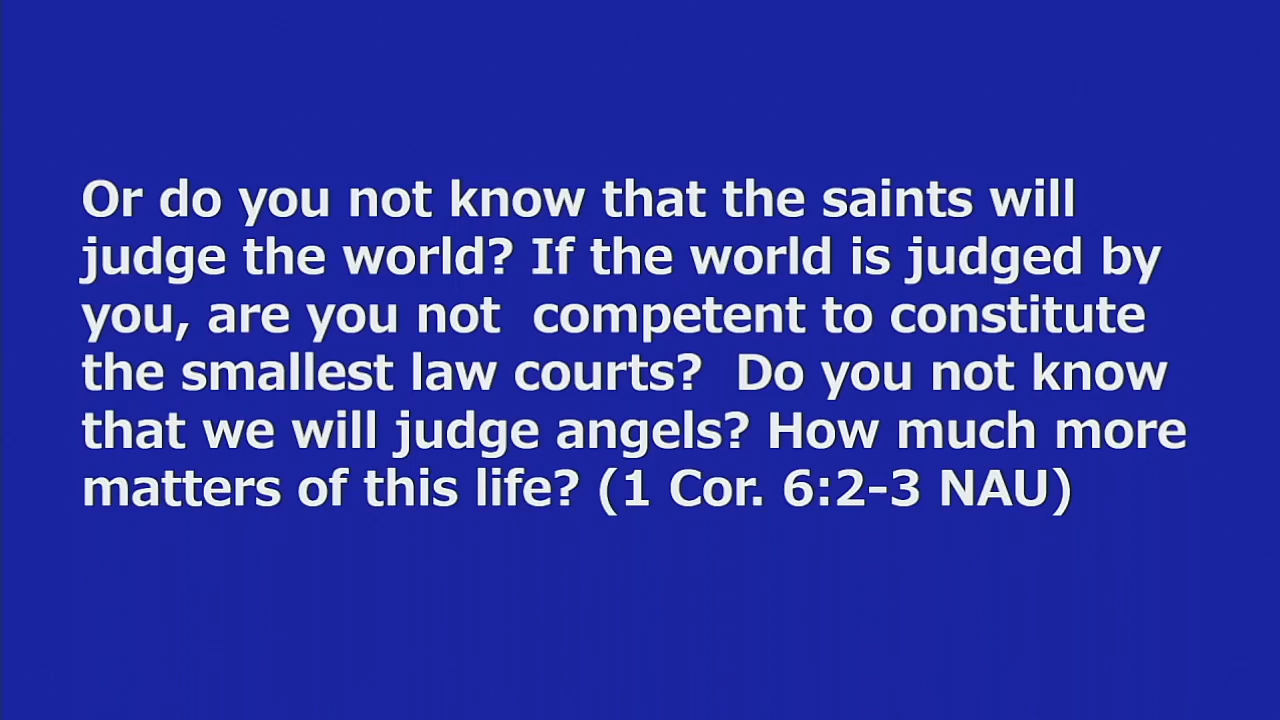 Or do you not know that the saints will
judge the world? If the world is judged by
you, are you not  competent to constitute
the smallest law courts?  Do you not know
that we will judge angels? How much more
matters of this life? (1 Cor. 6:2-3 NAU)